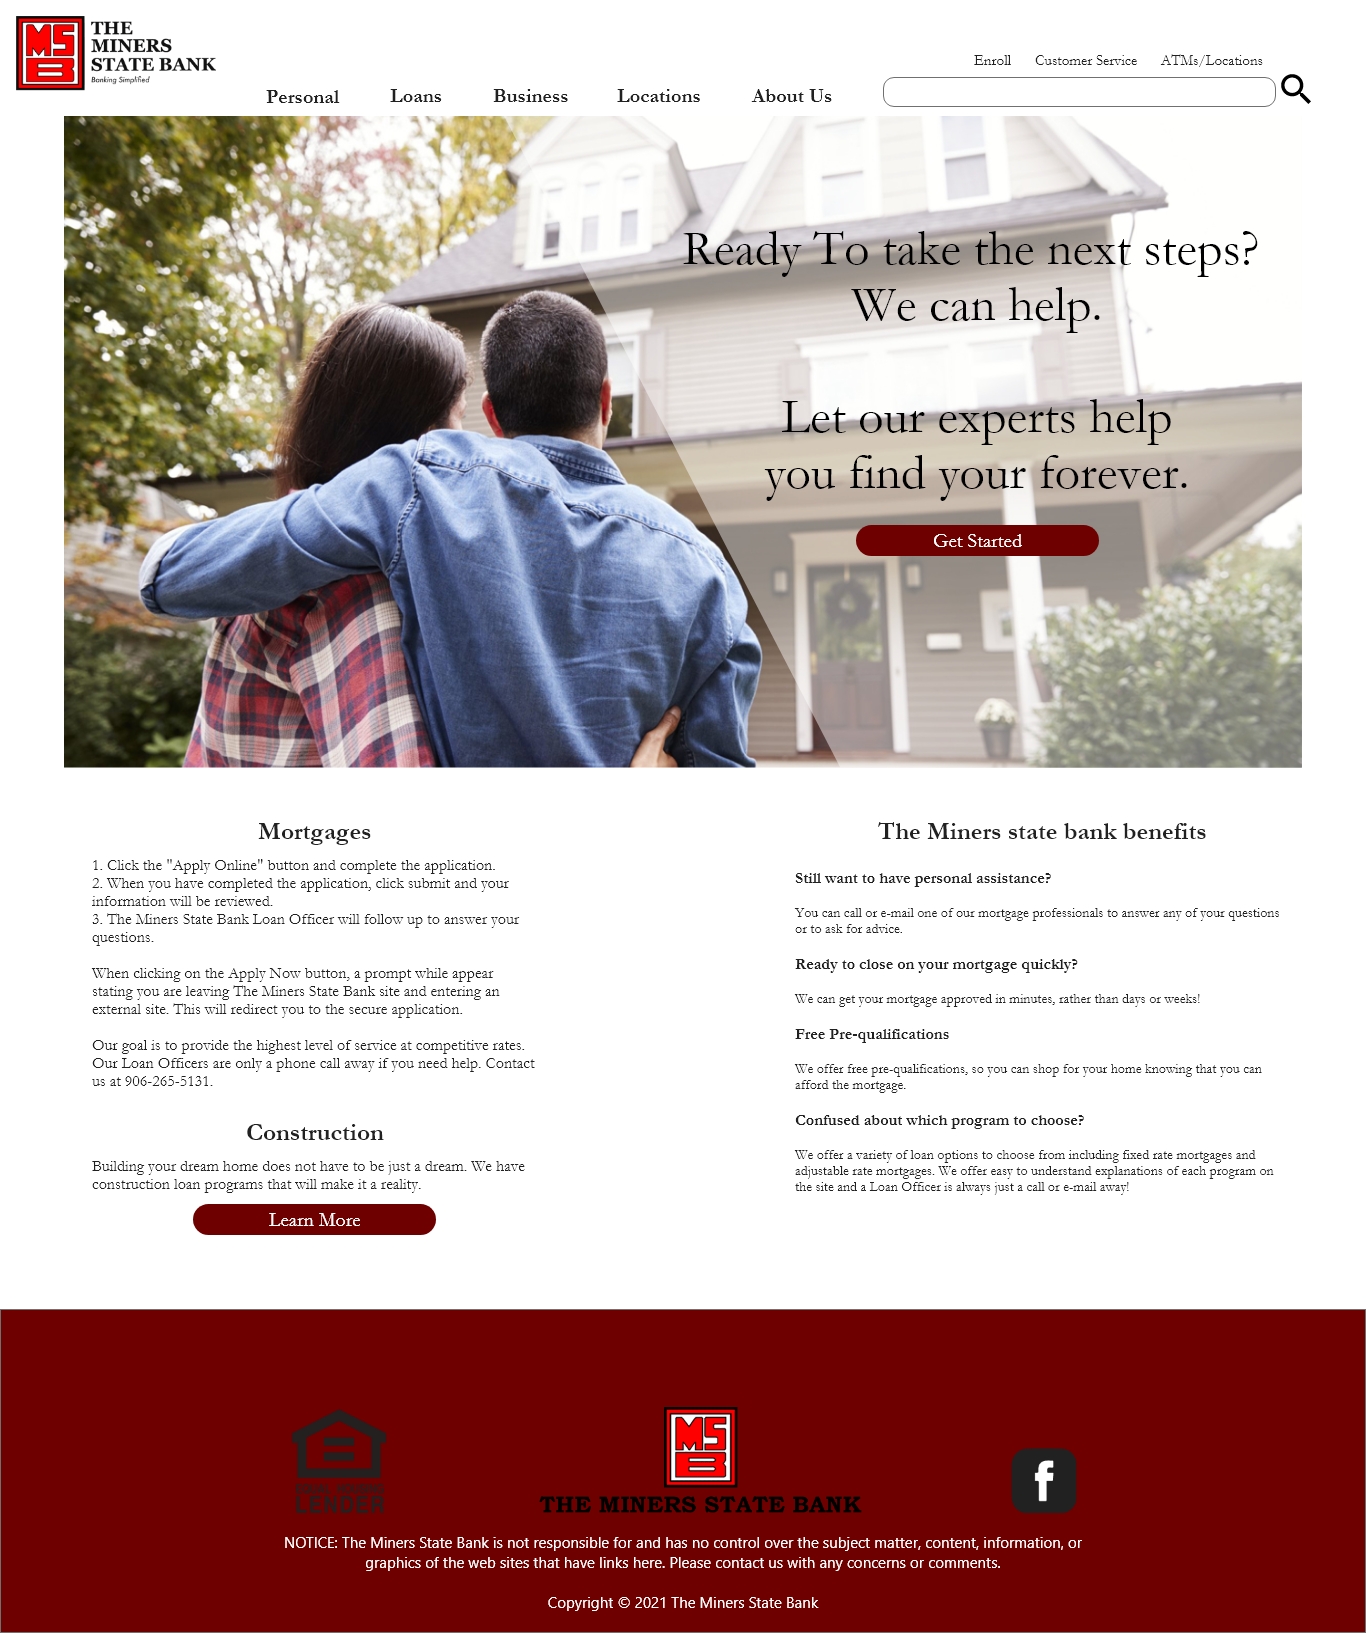 MSB
THE
MINERS
STATE BANK
Banking Simplified
Enroll Customer Service ATMs/Locations
Personal Loans Business Locations About Us
Ready To take the next steps?
We can help.
Let our experts help
you find your forever.
Get Started
Mortgages
1. Click the "Apply Online" button and complete the application.
2. When you have completed the application, click submit and your
information will be reviewed.
3. The Miners State Bank Loan Officer will follow up to answer your
questions.
When clicking on the Apply Now button, a prompt while appear
stating you are leaving The Miners State Bank site and entering an
external site. This will redirect you to the secure application.
Our goal is to provide the highest level of service at competitive rates.
Our Loan Officers are only a phone call away if you need help. Contact
us at 906-265-5131.
Construction
Building your dream home does not have to be just a dream. We have
construction loan programs that will make it a reality.
Learn More
The Miners state bank benefits
Still want to have personal assistance?
You can call or e-mail one of our mortgage professionals to answer any of your questions
or to ask for advice.
Ready to close on your mortgage quickly?
We can get your mortgage approved in minutes, rather than days or weeks!
Free Pre-qualifications
We offer free pre-qualifications, so you can shop for your home knowing that you can
afford the mortgage.
Confused about which program to choose?
We offer a variety of loan options to choose from including fixed rate mortgages and
adjustable rate mortgages. We offer easy to understand explanations of each program on
the site and a Loan Officer is always just a call or e-mail away!
EQUAL HOUSING
LENDER
MSB
THE MINERS STATE BANK
f
NOTICE: The Miners State Bank is not responsible for and has no control over the subject matter, content, information, or
graphics of the web sites that have links here. Please contact us with any concerns or comments.
Copyright © 2021 The Miners State Bank